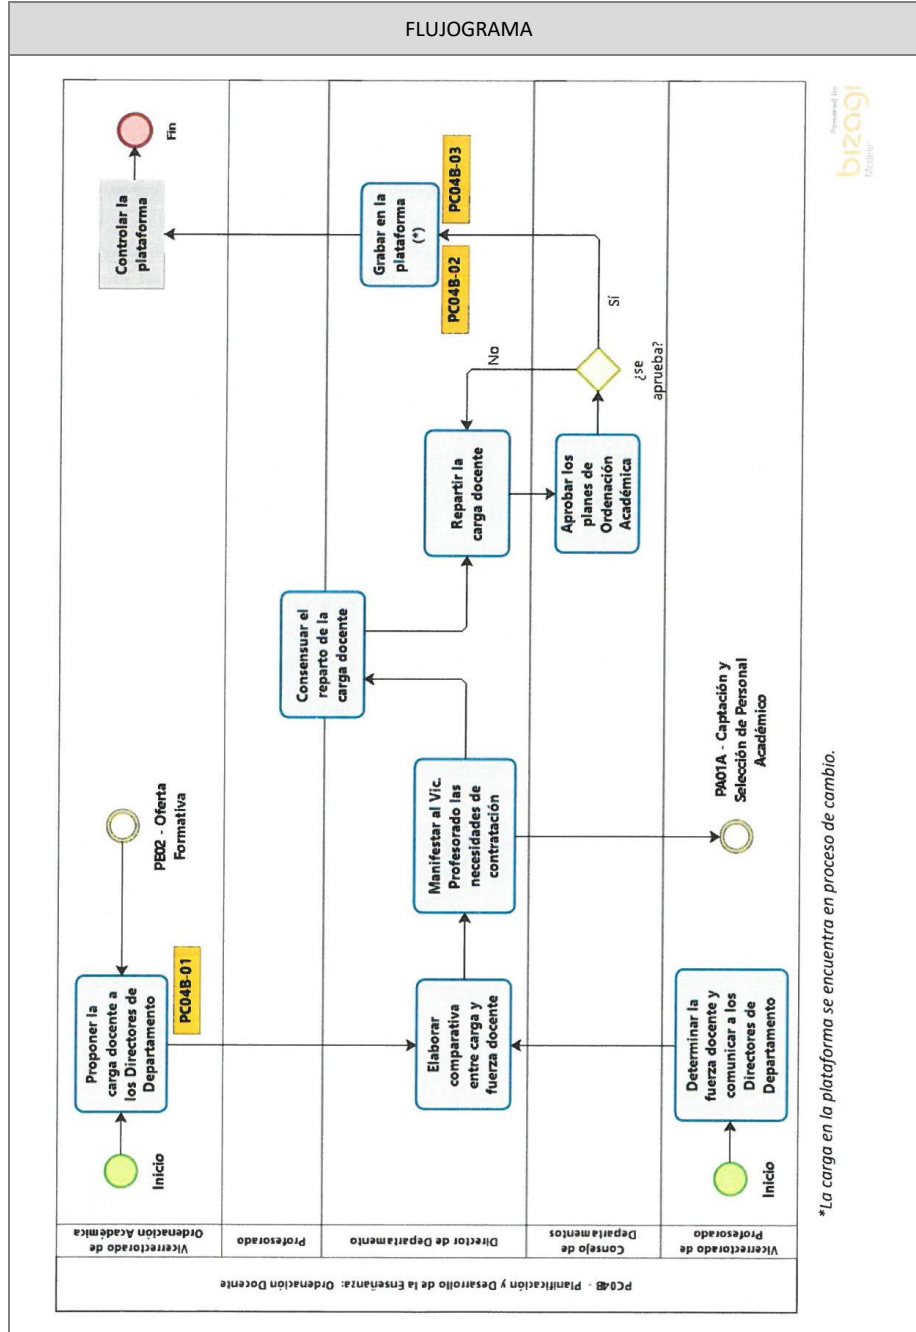 FLUJOGRAMA
PC04B - Planificación y Desarrollo de la Enseñanza: Ordenación Docente
Vicerrectorado de
Ordenación Académica
Inicio
Proponer la
carga docente a
los Directores de
Departamento
PC04B-01
PE02 - Oferta
Formativa
Controlar la
plataforma
Fin
Profesorado
Consensuar el
reparto de la
carga docente
Director de Departamento
Elaborar
comparativa
entre carga y
fuerza docente
Manifestar al Vic.
Profesorado las
necesidades de
contratación
Repartir la
carga docente
No
Grabar en la
plataforma
(*)
PC04B-02
PC04B-03
Consejo de
Departamentos
Aprobar los
planes de
Ordenación
Académica
¿se
aprueba?
Sí
Vicerrectorado de
Profesorado
Inicio
Determinar la
fuerza docente y
comunicar a los
Directores de
Departamento
PA01A - Captación y
Selección de Personal
Académico
*La carga en la plataforma se encuentra en proceso de cambio.
Powered by
bizagi
Modeler